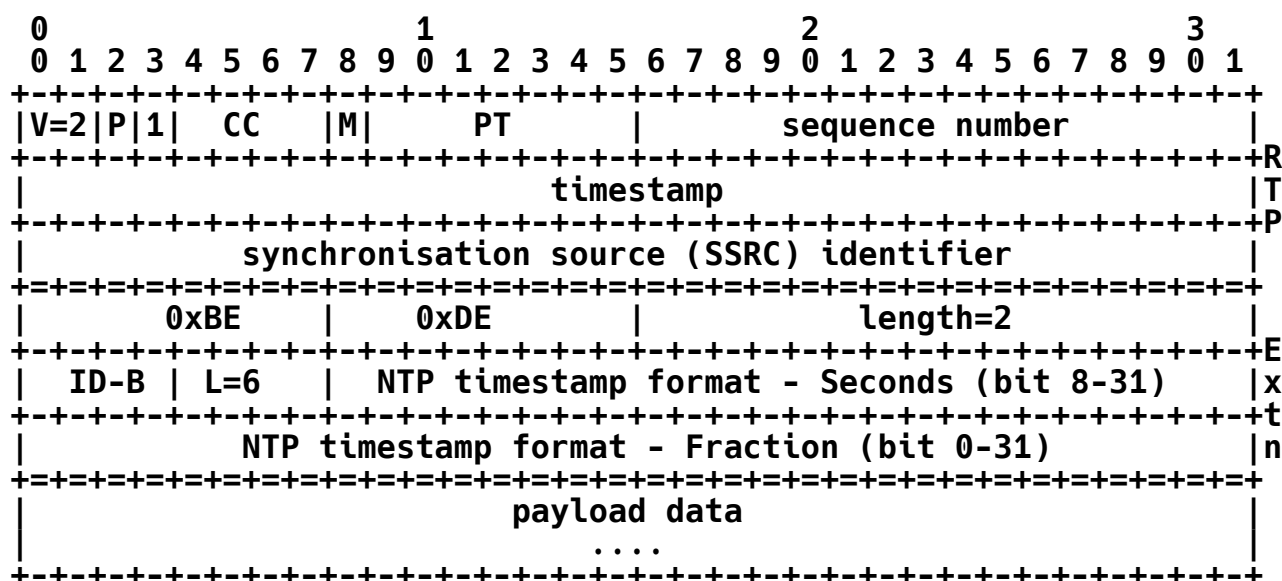 0                   1                   2                   3
 0 1 2 3 4 5 6 7 8 9 0 1 2 3 4 5 6 7 8 9 0 1 2 3 4 5 6 7 8 9 0 1
+-+-+-+-+-+-+-+-+-+-+-+-+-+-+-+-+-+-+-+-+-+-+-+-+-+-+-+-+-+-+-+-+
|V=2|P|1|  CC   |M|     PT      |       sequence number         |
+-+-+-+-+-+-+-+-+-+-+-+-+-+-+-+-+-+-+-+-+-+-+-+-+-+-+-+-+-+-+-+-+R
|                           timestamp                           |T
+-+-+-+-+-+-+-+-+-+-+-+-+-+-+-+-+-+-+-+-+-+-+-+-+-+-+-+-+-+-+-+-+P
|           synchronisation source (SSRC) identifier            |
+=+=+=+=+=+=+=+=+=+=+=+=+=+=+=+=+=+=+=+=+=+=+=+=+=+=+=+=+=+=+=+=+
|       0xBE    |    0xDE       |           length=2            |
+-+-+-+-+-+-+-+-+-+-+-+-+-+-+-+-+-+-+-+-+-+-+-+-+-+-+-+-+-+-+-+-+E
|  ID-B | L=6   |  NTP timestamp format - Seconds (bit 8-31)    |x
+-+-+-+-+-+-+-+-+-+-+-+-+-+-+-+-+-+-+-+-+-+-+-+-+-+-+-+-+-+-+-+-+t
|           NTP timestamp format - Fraction (bit 0-31)          |n
+=+=+=+=+=+=+=+=+=+=+=+=+=+=+=+=+=+=+=+=+=+=+=+=+=+=+=+=+=+=+=+=+
|                         payload data                          |
|                             ....                              |
+-+-+-+-+-+-+-+-+-+-+-+-+-+-+-+-+-+-+-+-+-+-+-+-+-+-+-+-+-+-+-+-+